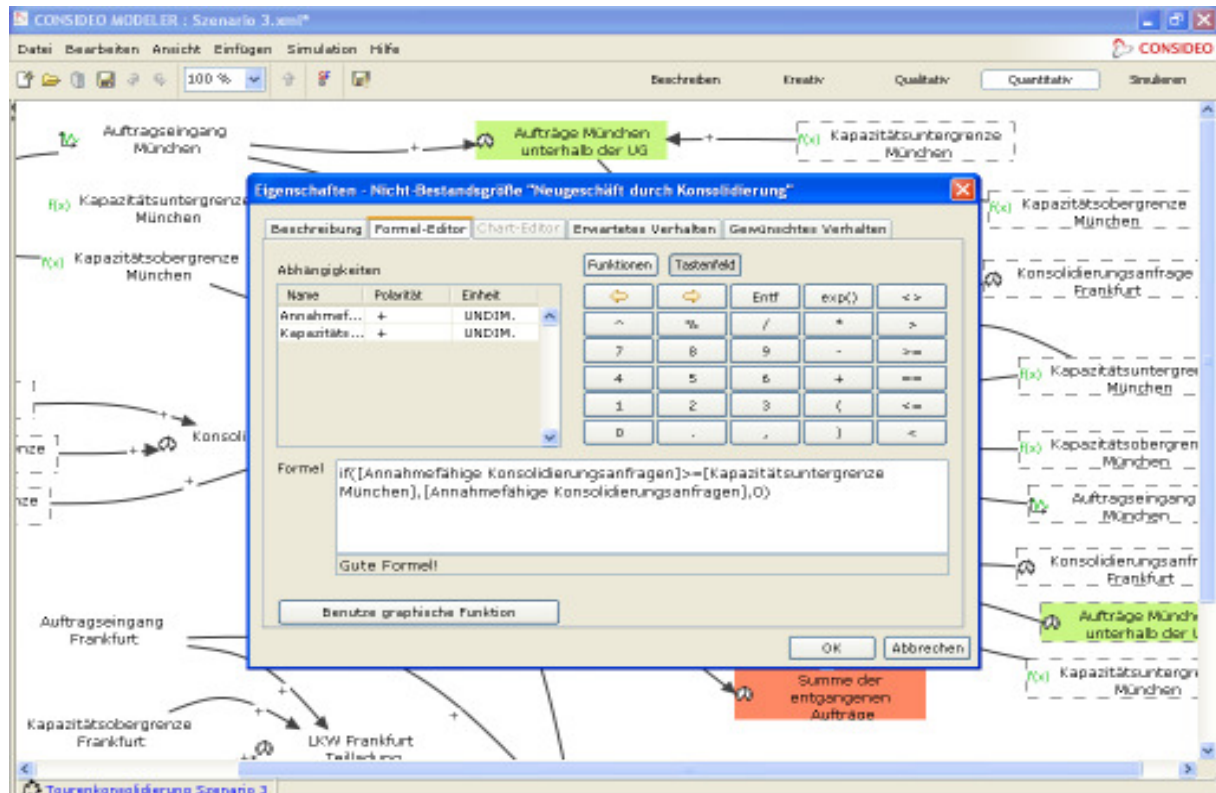 CONSIDEO MODELER : Szenario 3.xml*
Datei Bearbeiten Ansicht Einfügen Simulation Hilfe
CONSIDEO
100 %
Beschreiben Kreativ Qualitativ Quantitativ Simulieren
Auftragseingang
München
+
Aufträge München
unterhalb der UG
+
f(x) Kapazitätsuntergrenze
München
f(x) Kapazitätsuntergrenze
München
f(x) Kapazitätsobergrenze
München
Eigenschaften - Nicht-Bestandsgröße "Neugeschäft durch Konsolidierung"
Beschreibung Formel-Editor Chart-Editor Erwartetes Verhalten Gewünschtes Verhalten
Abhängigkeiten
Name Polarität Einheit
Annahmef... + UNDIM.
Kapazitäts... + UNDIM.
Funktionen Tastenfeld
Entf exp() <>
^ % / * >
7 8 9 - >=
4 5 6 + ==
1 2 3 ( <=
0 . , ) <
Formel
if([Annahmefähige Konsolidierungsanfragen]>=[Kapazitätsuntergrenze
München],[Annahmefähige Konsolidierungsanfragen],0)
Gute Formel!
Benutze graphische Funktion
OK Abbrechen
f(x) Kapazitätsobergrenze
München
Konsolidierungsanfrage
Frankfurt
f(x) Kapazitätsuntergre
München
f(x) Kapazitätsobergren
München
Auftragseingang
München
Konsolidierungsanfr
Frankfurt
Aufträge Münch
unterhalb der U
f(x) Kapazitätsuntergr
München
+
Konsoli
nze
+
nze
+
Auftragseingang
Frankfurt
+
Kapazitätsobergrenze
Frankfurt
+
+
LKW Frankfurt
Teilladung
+
Summe der
entgangenen
Aufträge
Tourenkonsolidierung Szenario 3